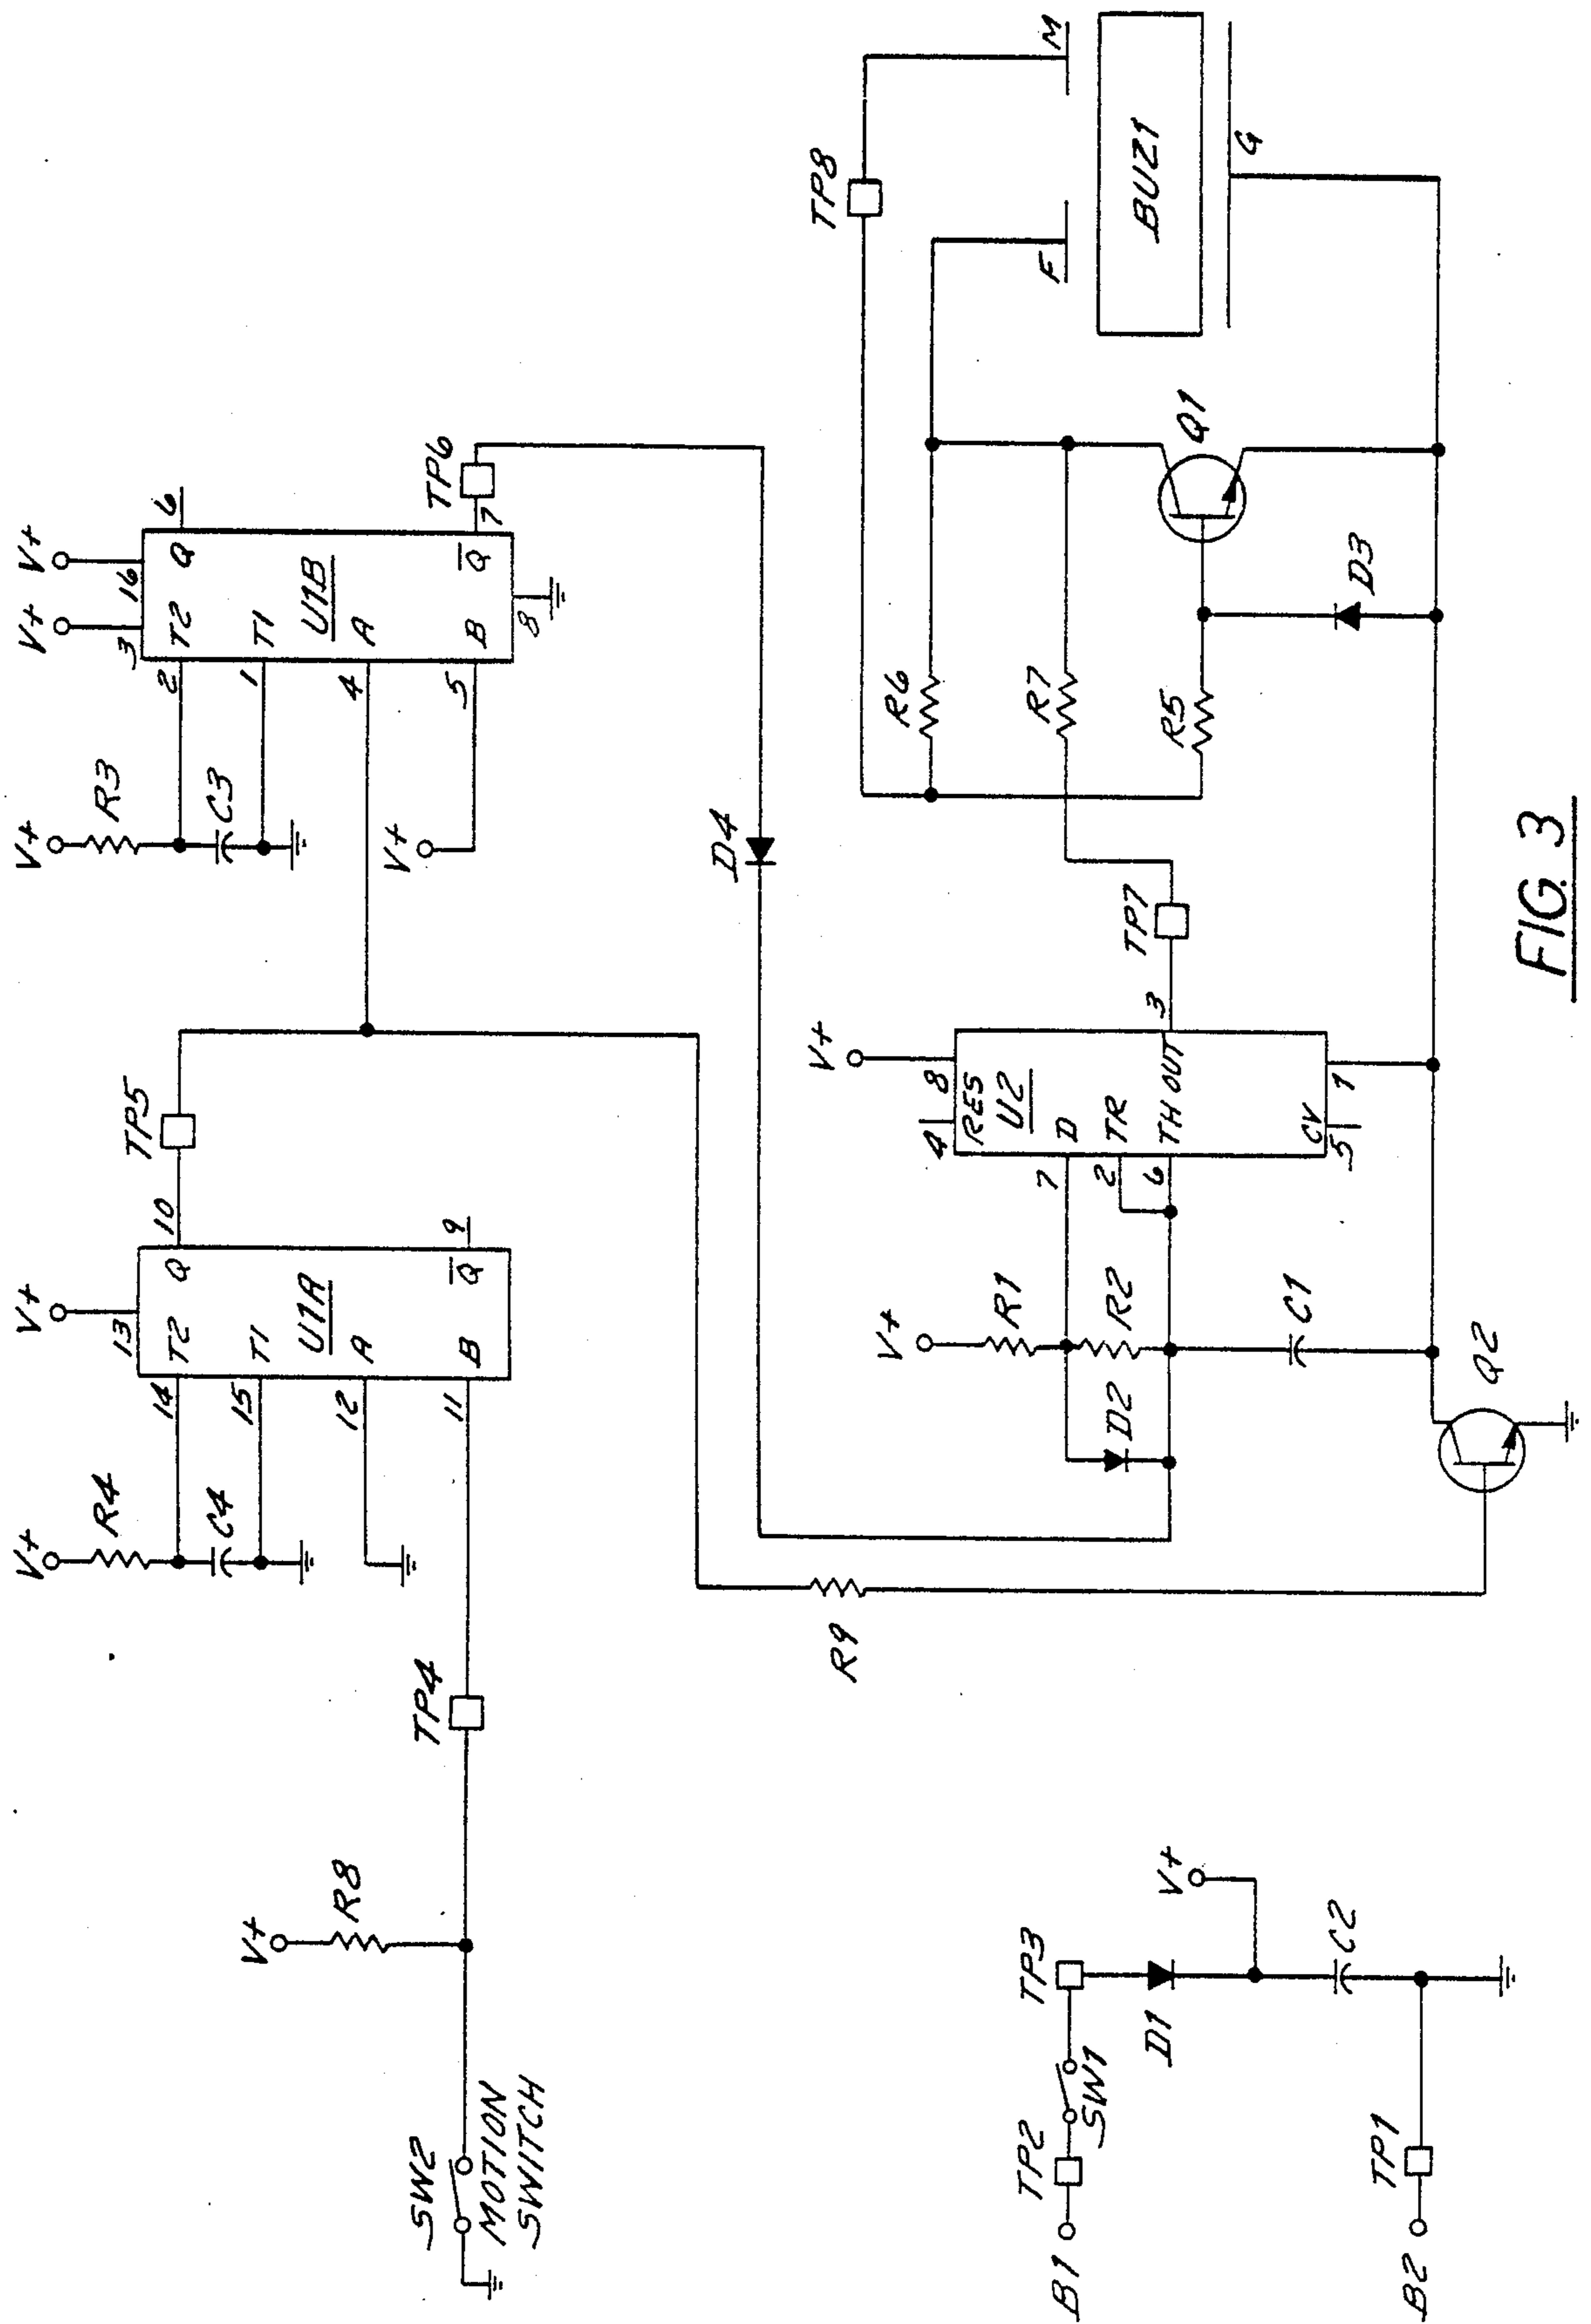 V+
R4
C4
14
15
12
11
V+
13
T2
T1
U1A
A
B
Q
Q
10
9
TP5
V+
R3
C3
V+
2
1
4
5
V+
V+
3
16
T2
T1
U1B
A
B
Q
Q
6
7
8
TP6
SW2
MOTION
SWITCH
V+
R8
TP4
R9
D4
B1
TP2
SW1
TP3
D1
V+
C2
B2
TP1
V+
R1
R2
D2
C1
Q2
V+
4
8
RES
U2
D
TR
TH OUT
CV
7
2
6
5
1
3
TP7
R6
R7
R5
D3
Q1
TP8
F
M
BUZ1
G
FIG. 3